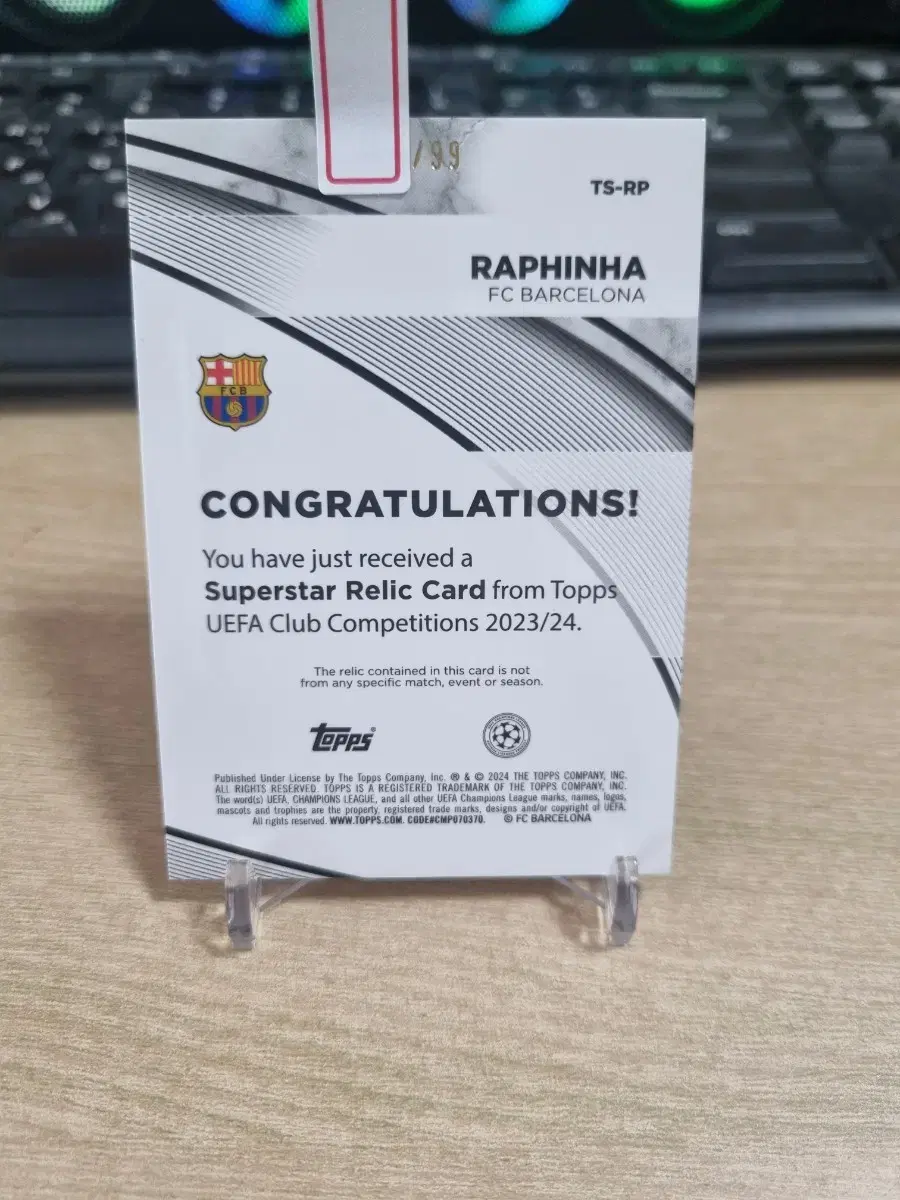 /99
TS-RP
RAPHINHA
FC BARCELONA
FCB
CONGRATULATIONS!
You have just received a
Superstar Relic Card from Topps
UEFA Club Competitions 2023/24.
The relic contained in this card is not
from any specific match, event or season.
Topps®
Published Under License by The Topps Company, Inc. ® & © 2024 THE TOPPS COMPANY, INC.
ALL RIGHTS RESERVED. TOPPS IS A REGISTERED TRADEMARK OF THE TOPPS COMPANY, INC.
The word(s) UEFA, CHAMPIONS LEAGUE, and all other UEFA Champions League marks, names, logos,
mascots and trophies are the property, registered trade marks, designs and/or copyright of UEFA.
All rights reserved. WWW.TOPPS.COM. CODE#CMP070370. © FC BARCELONA